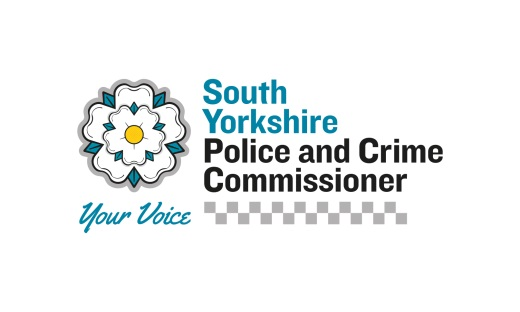 South
Yorkshire
Police and Crime
Commissioner
Your Voice